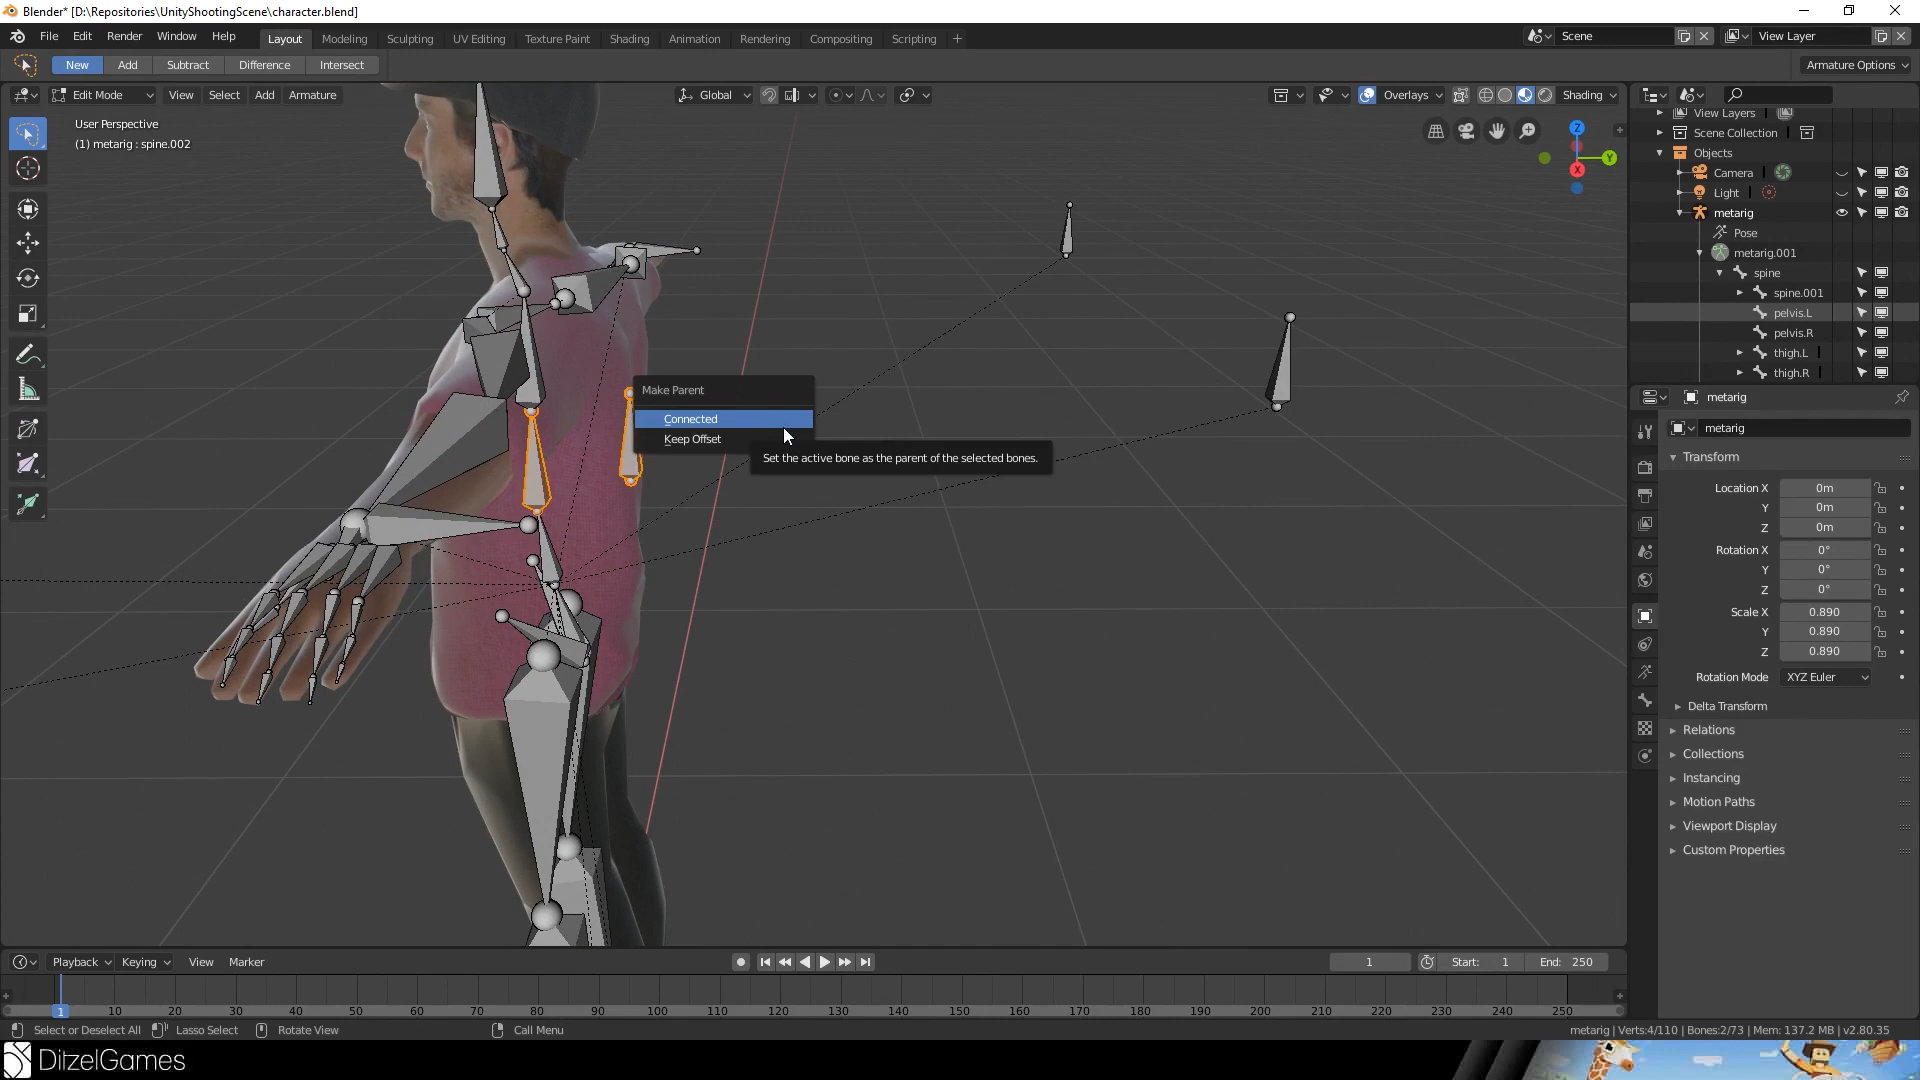 Blender* [D:\Repositories\UnityShootingScene\character.blend]
File Edit Render Window Help Layout Modeling Sculpting UV Editing Texture Paint Shading Animation Rendering Compositing Scripting + Scene View Layer
New Add Subtract Difference Intersect Armature Options
Edit Mode View Select Add Armature Global Overlays Shading
User Perspective
(1) metarig : spine.002
Z
Y
X
View Layers
Scene Collection
Objects
Camera
Light
metarig
Pose
metarig.001
spine
spine.001
pelvis.L
pelvis.R
thigh.L
thigh.R
Make Parent
Connected
Keep Offset
Set the active bone as the parent of the selected bones.
metarig
metarig
Transform
Location X 0m
Y 0m
Z 0m
Rotation X 0°
Y 0°
Z 0°
Scale X 0.890
Y 0.890
Z 0.890
Rotation Mode XYZ Euler
Delta Transform
Relations
Collections
Instancing
Motion Paths
Viewport Display
Custom Properties
Playback Keying View Marker 1 Start: 1 End: 250
1 10 20 30 40 50 60 70 80 90 100 110 120 130 140 150 160 170 180 190 200 210 220 230 240 250
Select or Deselect All Lasso Select Rotate View Call Menu metarig | Verts:4/110 | Bones:2/73 | Mem: 137.2 MB | v2.80.35
DitzelGames